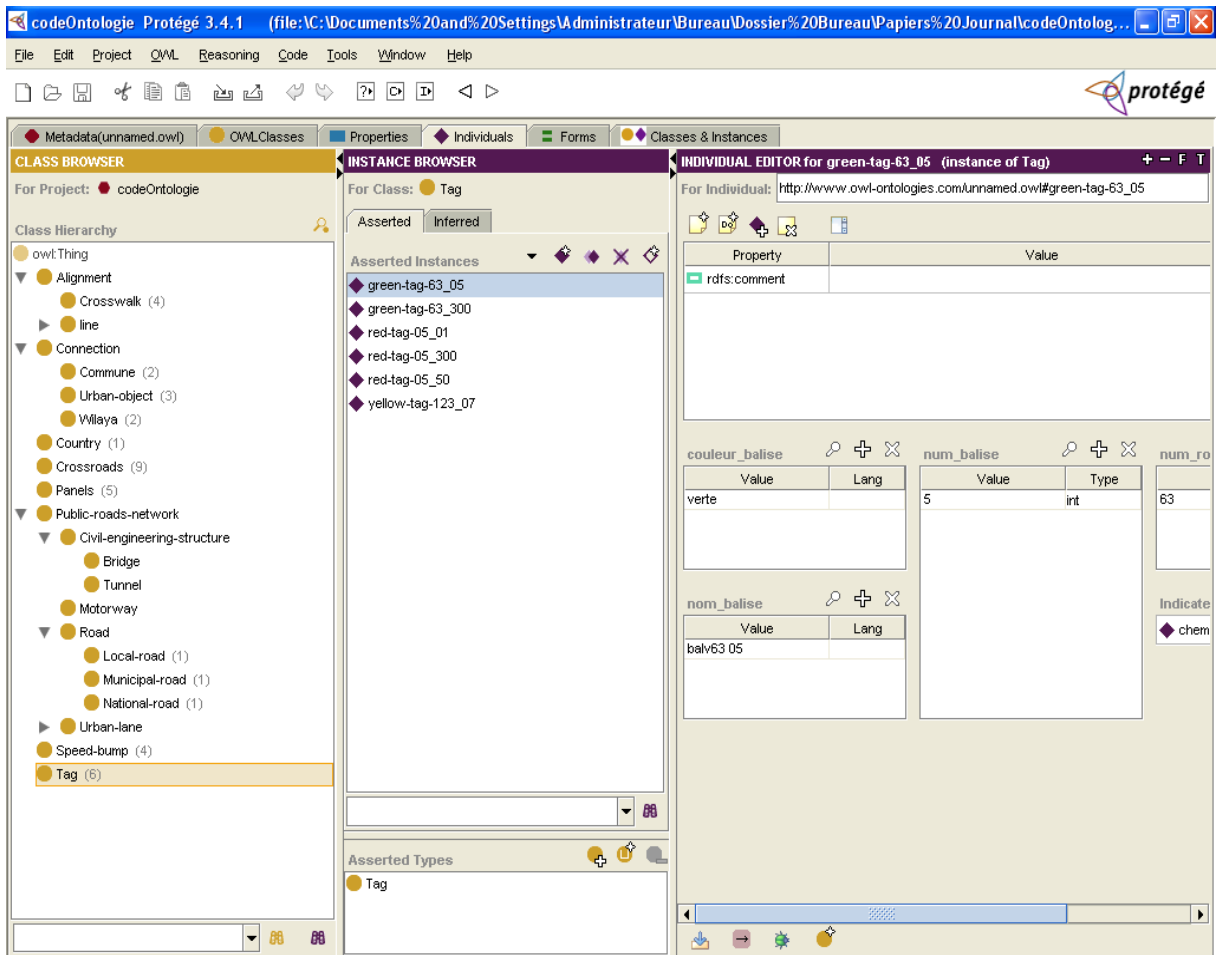 codeOntologie Protégé 3.4.1 (file:\C:\Documents%20and%20Settings\Administrateur\Bureau\Dossier%20Bureau\Papiers%20Journal\codeOntolog...
File Edit Project OWL Reasoning Code Tools Window Help
protégé
Metadata(unnamed.owl) OWLClasses Properties Individuals Forms Classes & Instances
CLASS BROWSER
For Project: codeOntologie
Class Hierarchy
owl:Thing
Alignment
Crosswalk (4)
line
Connection
Commune (2)
Urban-object (3)
Wilaya (2)
Country (1)
Crossroads (9)
Panels (5)
Public-roads-network
Civil-engineering-structure
Bridge
Tunnel
Motorway
Road
Local-road (1)
Municipal-road (1)
National-road (1)
Urban-lane
Speed-bump (4)
Tag (6)
INSTANCE BROWSER
For Class: Tag
Asserted Inferred
Asserted Instances
green-tag-63_05
green-tag-63_300
red-tag-05_01
red-tag-05_300
red-tag-05_50
yellow-tag-123_07
Asserted Types
Tag
INDIVIDUAL EDITOR for green-tag-63_05 (instance of Tag) + − F T
For Individual: http://www.owl-ontologies.com/unnamed.owl#green-tag-63_05
Property Value
rdfs:comment
couleur_balise
Value Lang
verte
num_balise
Value Type
5 int
num_ro
63
nom_balise
Value Lang
balv63 05
Indicate
chem